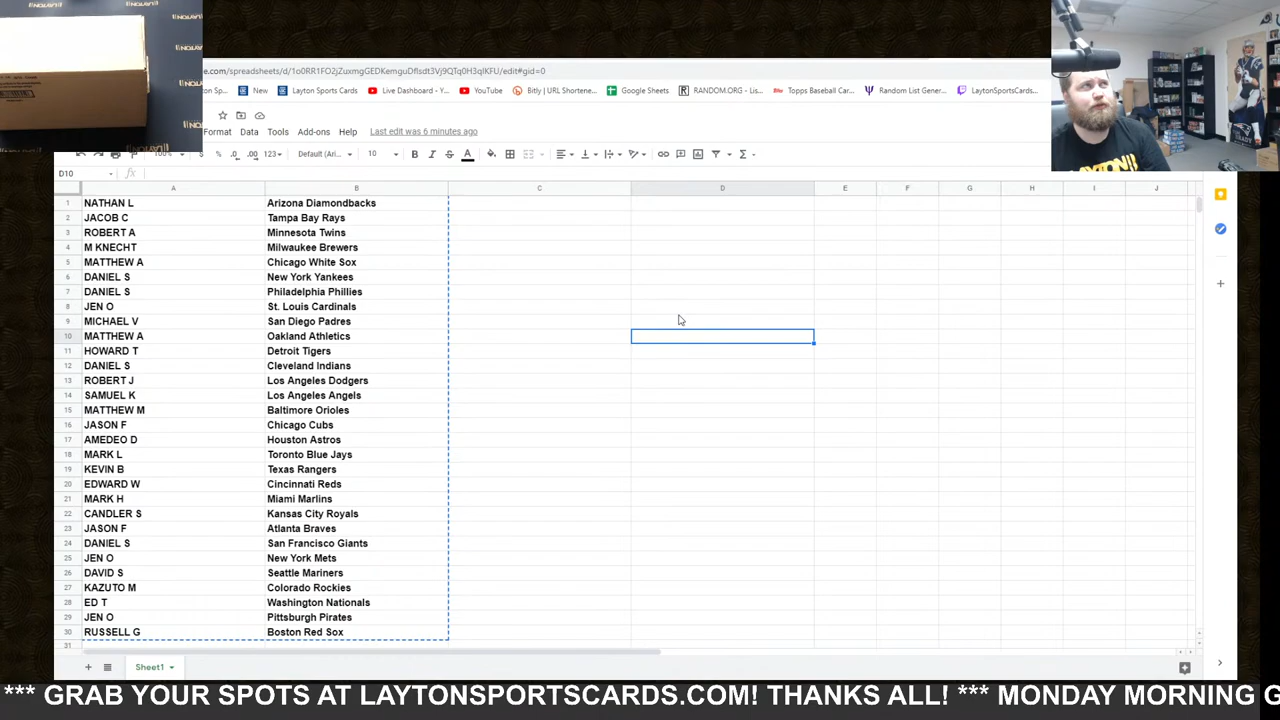 .com/spreadsheets/d/1o0RR1FO2jZuxmgGEDKemguDflsdt3Vj9QTq0H3qIKFU/edit#gid=0
New Layton Sports Cards Live Dashboard - Y... YouTube Bitly | URL Shortene... Google Sheets RANDOM.ORG - Lis... Topps Baseball Car... Random List Gener... LaytonSportsCards...
Format Data Tools Add-ons Help Last edit was 6 minutes ago
100% % .0 .00 123 Default (Ari... 10 B I S A
D10 fx
A B C D E F G H I J
1 NATHAN L Arizona Diamondbacks
2 JACOB C Tampa Bay Rays
3 ROBERT A Minnesota Twins
4 M KNECHT Milwaukee Brewers
5 MATTHEW A Chicago White Sox
6 DANIEL S New York Yankees
7 DANIEL S Philadelphia Phillies
8 JEN O St. Louis Cardinals
9 MICHAEL V San Diego Padres
10 MATTHEW A Oakland Athletics
11 HOWARD T Detroit Tigers
12 DANIEL S Cleveland Indians
13 ROBERT J Los Angeles Dodgers
14 SAMUEL K Los Angeles Angels
15 MATTHEW M Baltimore Orioles
16 JASON F Chicago Cubs
17 AMEDEO D Houston Astros
18 MARK L Toronto Blue Jays
19 KEVIN B Texas Rangers
20 EDWARD W Cincinnati Reds
21 MARK H Miami Marlins
22 CANDLER S Kansas City Royals
23 JASON F Atlanta Braves
24 DANIEL S San Francisco Giants
25 JEN O New York Mets
26 DAVID S Seattle Mariners
27 KAZUTO M Colorado Rockies
28 ED T Washington Nationals
29 JEN O Pittsburgh Pirates
30 RUSSELL G Boston Red Sox
31
Sheet1
*** GRAB YOUR SPOTS AT LAYTONSPORTSCARDS.COM! THANKS ALL! *** MONDAY MORNING G